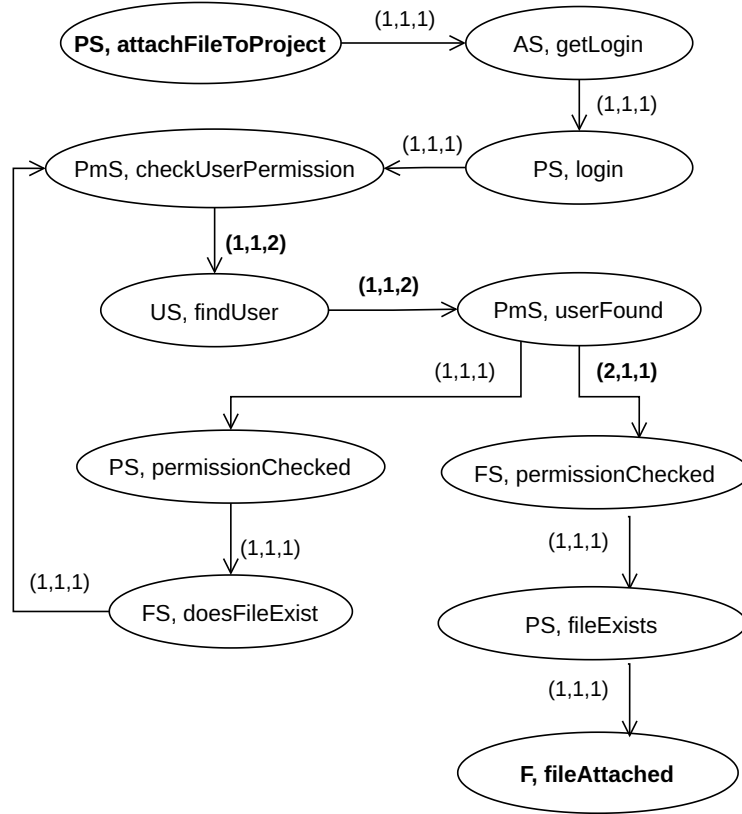 (1,1,1)
PS, attachFileToProject
AS, getLogin
(1,1,1)
(1,1,1)
PmS, checkUserPermission
PS, login
(1,1,2)
(1,1,2)
US, findUser
PmS, userFound
(1,1,1)
(2,1,1)
PS, permissionChecked
FS, permissionChecked
(1,1,1)
(1,1,1)
(1,1,1)
FS, doesFileExist
PS, fileExists
(1,1,1)
F, fileAttached